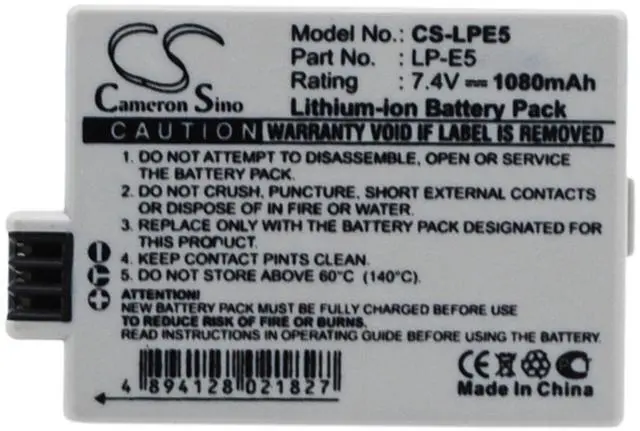 CS
Cameron Sino
Model No.: CS-LPE5
Part No. : LP-E5
Rating : 7.4V 1080mAh
Lithium-ion Battery Pack
CAUTION WARRANTY VOID IF LABEL IS REMOVED
1. DO NOT ATTEMPT TO DISASSEMBLE, OPEN OR SERVICE
THE BATTERY PACK.
2. DO NOT CRUSH, PUNCTURE, SHORT EXTERNAL CONTACTS
OR DISPOSE OF IN FIRE OR WATER.
3. REPLACE ONLY WITH THE BATTERY PACK DESIGNATED FOR
THIS PRODUCT.
4. KEEP CONTACT PINTS CLEAN.
5. DO NOT STORE ABOVE 60°C (140°C).
ATTENTION!
NEW BATTERY PACK MUST BE FULLY CHARGED BEFORE USE
TO REDUCE RISK OF FIRE OR BURNS.
READ INSTRUCTIONS IN OPERATING GUIDE BEFORE USING THE BATTERY.
4 894128 021827
CE
Made In China